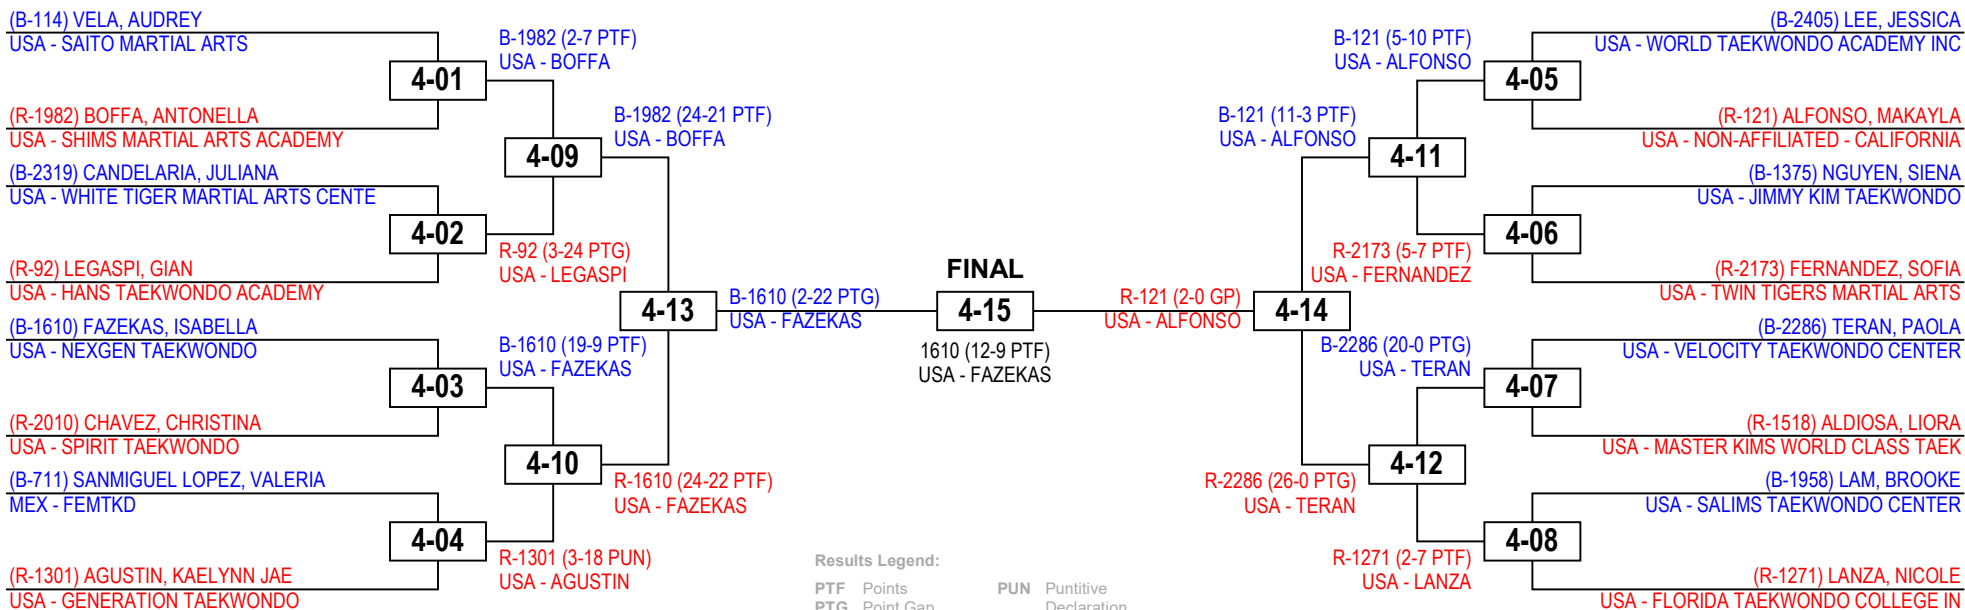 (B-114) VELA, AUDREY
USA - SAITO MARTIAL ARTS
4-01
(R-1982) BOFFA, ANTONELLA
USA - SHIMS MARTIAL ARTS ACADEMY
B-1982 (2-7 PTF)
USA - BOFFA
(B-2319) CANDELARIA, JULIANA
USA - WHITE TIGER MARTIAL ARTS CENTE
4-02
(R-92) LEGASPI, GIAN
USA - HANS TAEKWONDO ACADEMY
R-92 (3-24 PTG)
USA - LEGASPI
4-09
B-1982 (24-21 PTF)
USA - BOFFA
(B-1610) FAZEKAS, ISABELLA
USA - NEXGEN TAEKWONDO
4-03
(R-2010) CHAVEZ, CHRISTINA
USA - SPIRIT TAEKWONDO
B-1610 (19-9 PTF)
USA - FAZEKAS
(B-711) SANMIGUEL LOPEZ, VALERIA
MEX - FEMTKD
4-04
(R-1301) AGUSTIN, KAELYNN JAE
USA - GENERATION TAEKWONDO
R-1301 (3-18 PUN)
USA - AGUSTIN
4-10
R-1610 (24-22 PTF)
USA - FAZEKAS
4-13
B-1610 (2-22 PTG)
USA - FAZEKAS
FINAL
4-15
1610 (12-9 PTF)
USA - FAZEKAS
R-121 (2-0 GP)
USA - ALFONSO
4-14
B-121 (11-3 PTF)
USA - ALFONSO
4-11
B-121 (5-10 PTF)
USA - ALFONSO
4-05
(B-2405) LEE, JESSICA
USA - WORLD TAEKWONDO ACADEMY INC
(R-121) ALFONSO, MAKAYLA
USA - NON-AFFILIATED - CALIFORNIA
(B-1375) NGUYEN, SIENA
USA - JIMMY KIM TAEKWONDO
4-06
(R-2173) FERNANDEZ, SOFIA
USA - TWIN TIGERS MARTIAL ARTS
R-2173 (5-7 PTF)
USA - FERNANDEZ
(B-2286) TERAN, PAOLA
USA - VELOCITY TAEKWONDO CENTER
4-07
(R-1518) ALDIOSA, LIORA
USA - MASTER KIMS WORLD CLASS TAEK
B-2286 (20-0 PTG)
USA - TERAN
4-12
R-2286 (26-0 PTG)
USA - TERAN
(B-1958) LAM, BROOKE
USA - SALIMS TAEKWONDO CENTER
4-08
(R-1271) LANZA, NICOLE
USA - FLORIDA TAEKWONDO COLLEGE IN
R-1271 (2-7 PTF)
USA - LANZA
Results Legend:
PTF Points PUN Puntitive
PTG Point Gap Declaration